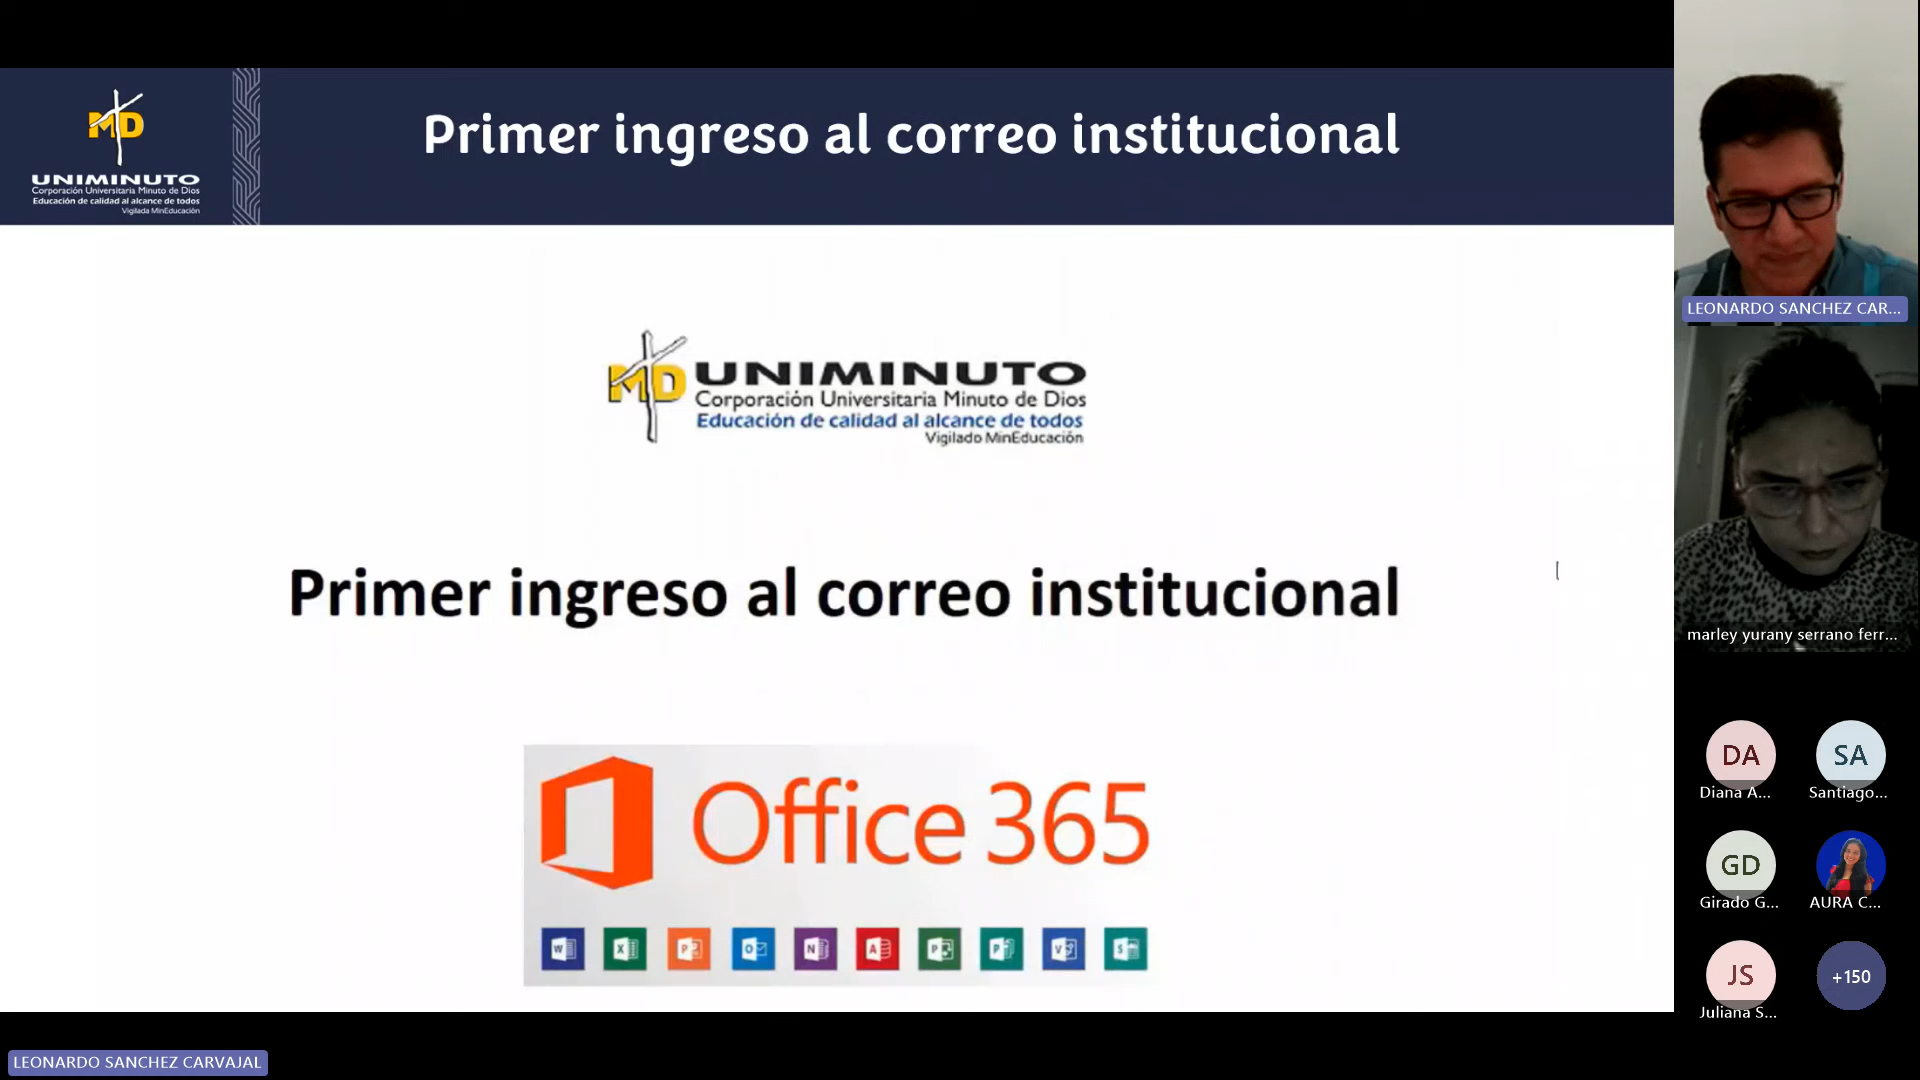 MD
UNIMINUTO
Corporación Universitaria Minuto de Dios
Educación de calidad al alcance de todos
Vigilada MinEducación
Primer ingreso al correo institucional
MD UNIMINUTO
Corporación Universitaria Minuto de Dios
Educación de calidad al alcance de todos
Vigilado MinEducación
Primer ingreso al correo institucional
Office 365
W X P O N A P P V S
LEONARDO SANCHEZ CAR...
marley yurany serrano ferr...
DA SA
Diana A... Santiago...
GD
Girado G... AURA C...
JS +150
Juliana S...
LEONARDO SANCHEZ CARVAJAL